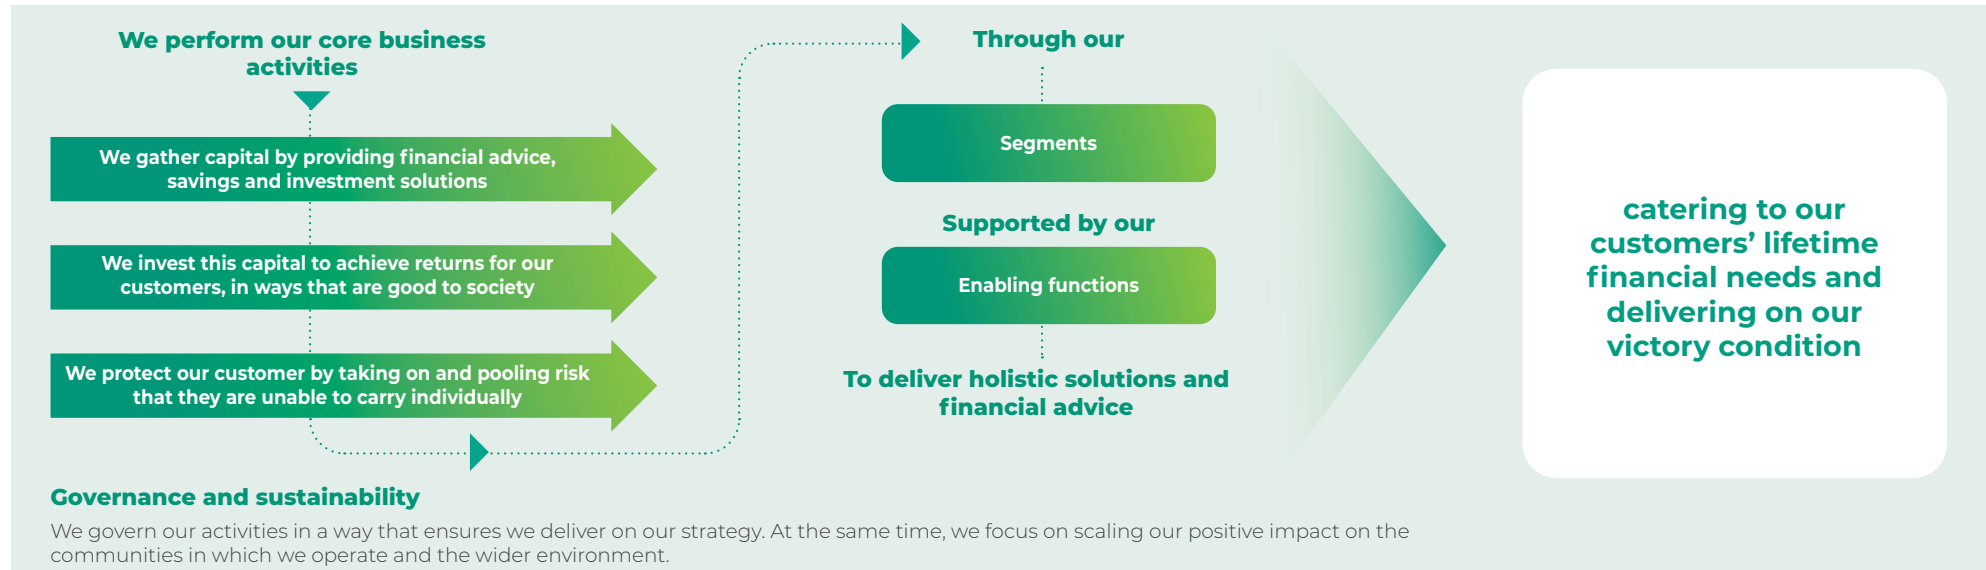 We perform our core business
activities
We gather capital by providing financial advice,
savings and investment solutions
We invest this capital to achieve returns for our
customers, in ways that are good to society
We protect our customer by taking on and pooling risk
that they are unable to carry individually
Through our
Segments
Supported by our
Enabling functions
To deliver holistic solutions and
financial advice
catering to our
customers’ lifetime
financial needs and
delivering on our
victory condition
Governance and sustainability
We govern our activities in a way that ensures we deliver on our strategy. At the same time, we focus on scaling our positive impact on the
communities in which we operate and the wider environment.